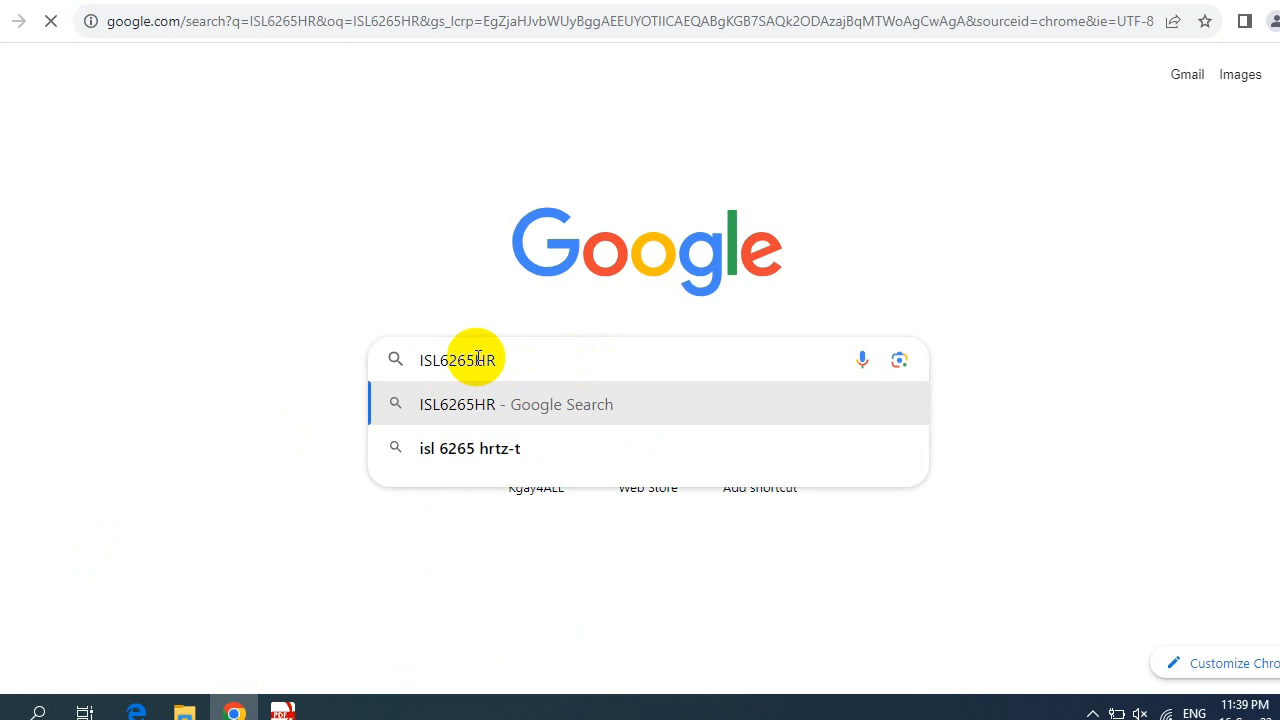 google.com/search?q=ISL6265HR&oq=ISL6265HR&gs_lcrp=EgZjaHJvbWUyBggAEEUYOTIICAEQABgKGB7SAQk2ODAzajBqMTWoAgCwAgA&sourceid=chrome&ie=UTF-8
Gmail Images
Google
ISL6265HR
ISL6265HR - Google Search
isl 6265 hrtz-t
Kgay4ALL Web Store Add shortcut
Customize Chro
PDF
ENG 11:39 PM